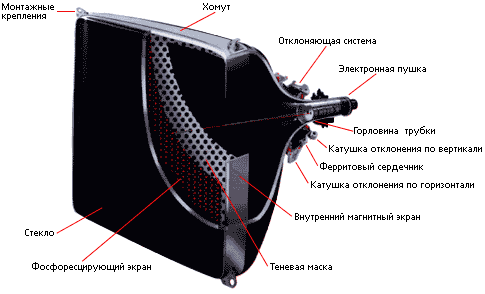 Монтажные
крепления
Хомут
Отклоняющая система
Электронная пушка
Горловина трубки
Катушка отклонения по вертикали
Ферритовый сердечник
Катушка отклонения по горизонтали
Внутренний магнитный экран
Стекло
Фосфоресцирующий экран
Теневая маска